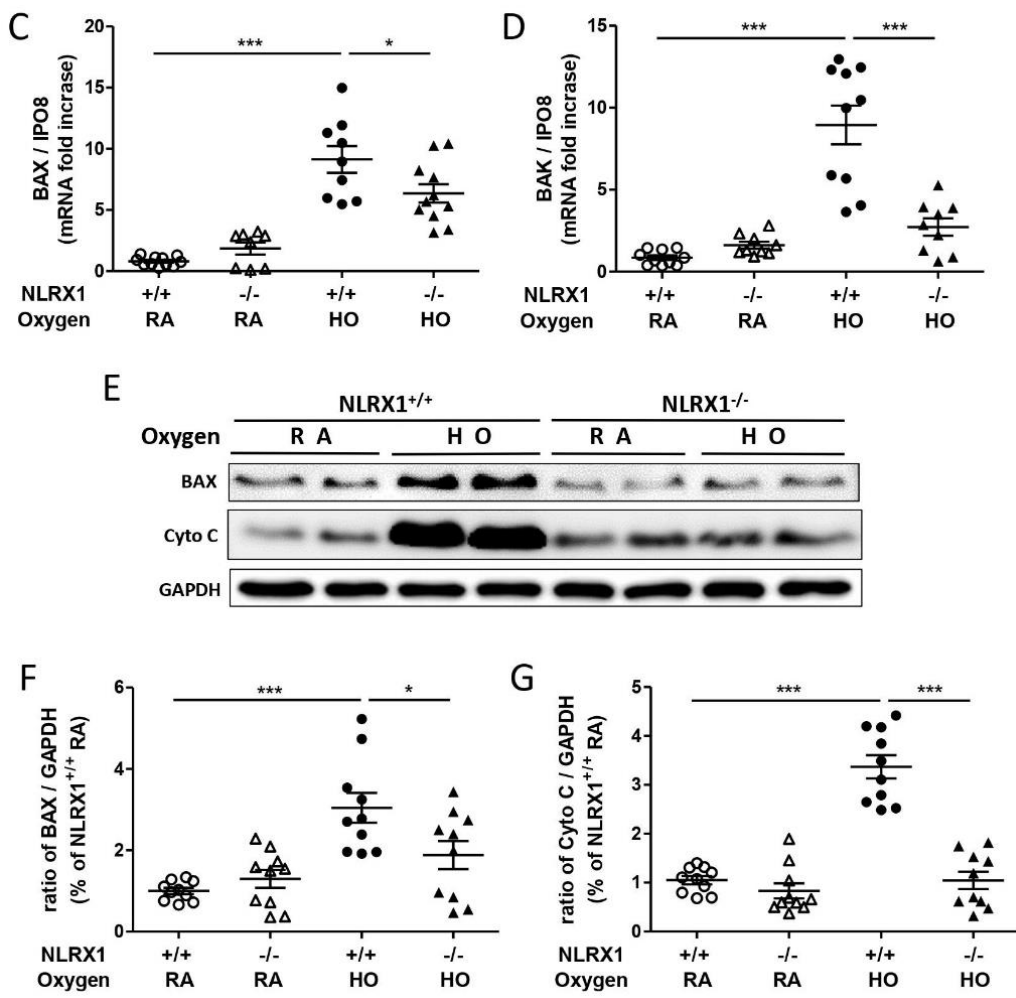 C
BAX / IPO8
(mRNA fold incrase)
20
15
10
5
0
***
*
NLRX1 +/+ -/- +/+ -/-
Oxygen RA RA HO HO
D
BAK / IPO8
(mRNA fold increase)
15
10
5
0
***
***
NLRX1 +/+ -/- +/+ -/-
Oxygen RA RA HO HO
E
NLRX1+/+ NLRX1-/-
Oxygen R A H O R A H O
BAX
Cyto C
GAPDH
F
ratio of BAX / GAPDH
(% of NLRX1+/+ RA)
6
4
2
0
***
*
NLRX1 +/+ -/- +/+ -/-
Oxygen RA RA HO HO
G
ratio of Cyto C / GAPDH
(% of NLRX1+/+ RA)
5
4
3
2
1
0
***
***
NLRX1 +/+ -/- +/+ -/-
Oxygen RA RA HO HO